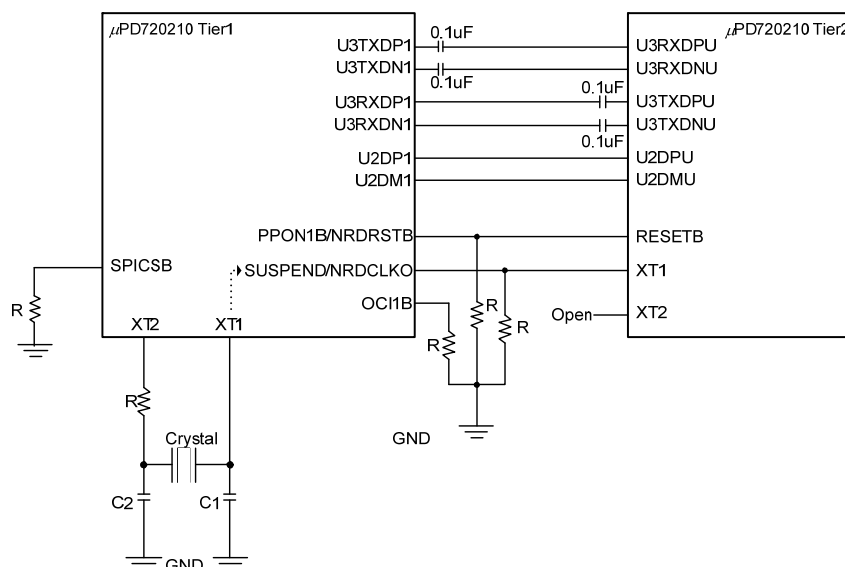 µPD720210 Tier1
µPD720210 Tier2
U3TXDP1
0.1uF
U3RXDPU
U3TXDN1
0.1uF
U3RXDNU
U3RXDP1
0.1uF
U3TXDPU
U3RXDN1
0.1uF
U3TXDNU
U2DP1
U2DPU
U2DM1
U2DMU
PPON1B/NRDRSTB
RESETB
SPICSB
SUSPEND/NRDCLKO
XT1
R
OCI1B
R
R
R
Open
XT2
XT2
XT1
R
Crystal
GND
C2
C1
GND